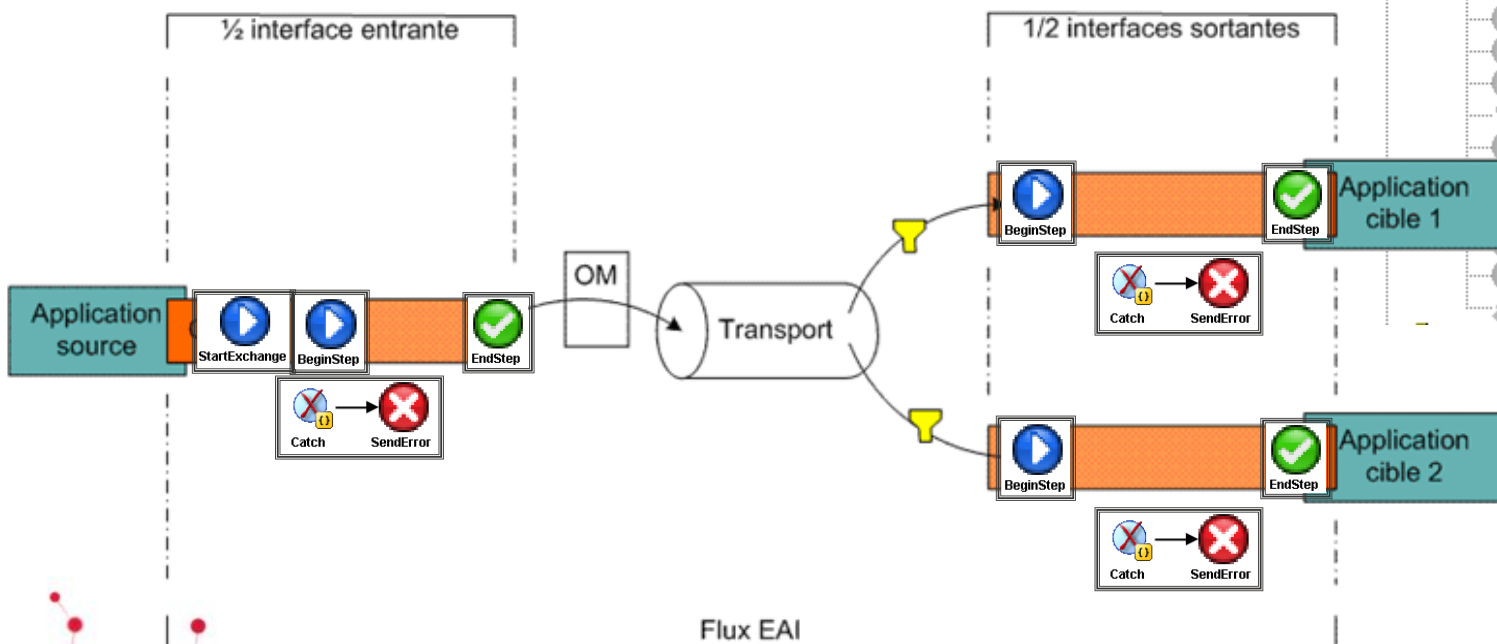 ½ interface entrante
1/2 interfaces sortantes
Application
source
StartExchange
BeginStep
EndStep
Catch
SendError
OM
Transport
BeginStep
EndStep
Application
cible 1
Catch
SendError
BeginStep
EndStep
Application
cible 2
Catch
SendError
Flux EAI